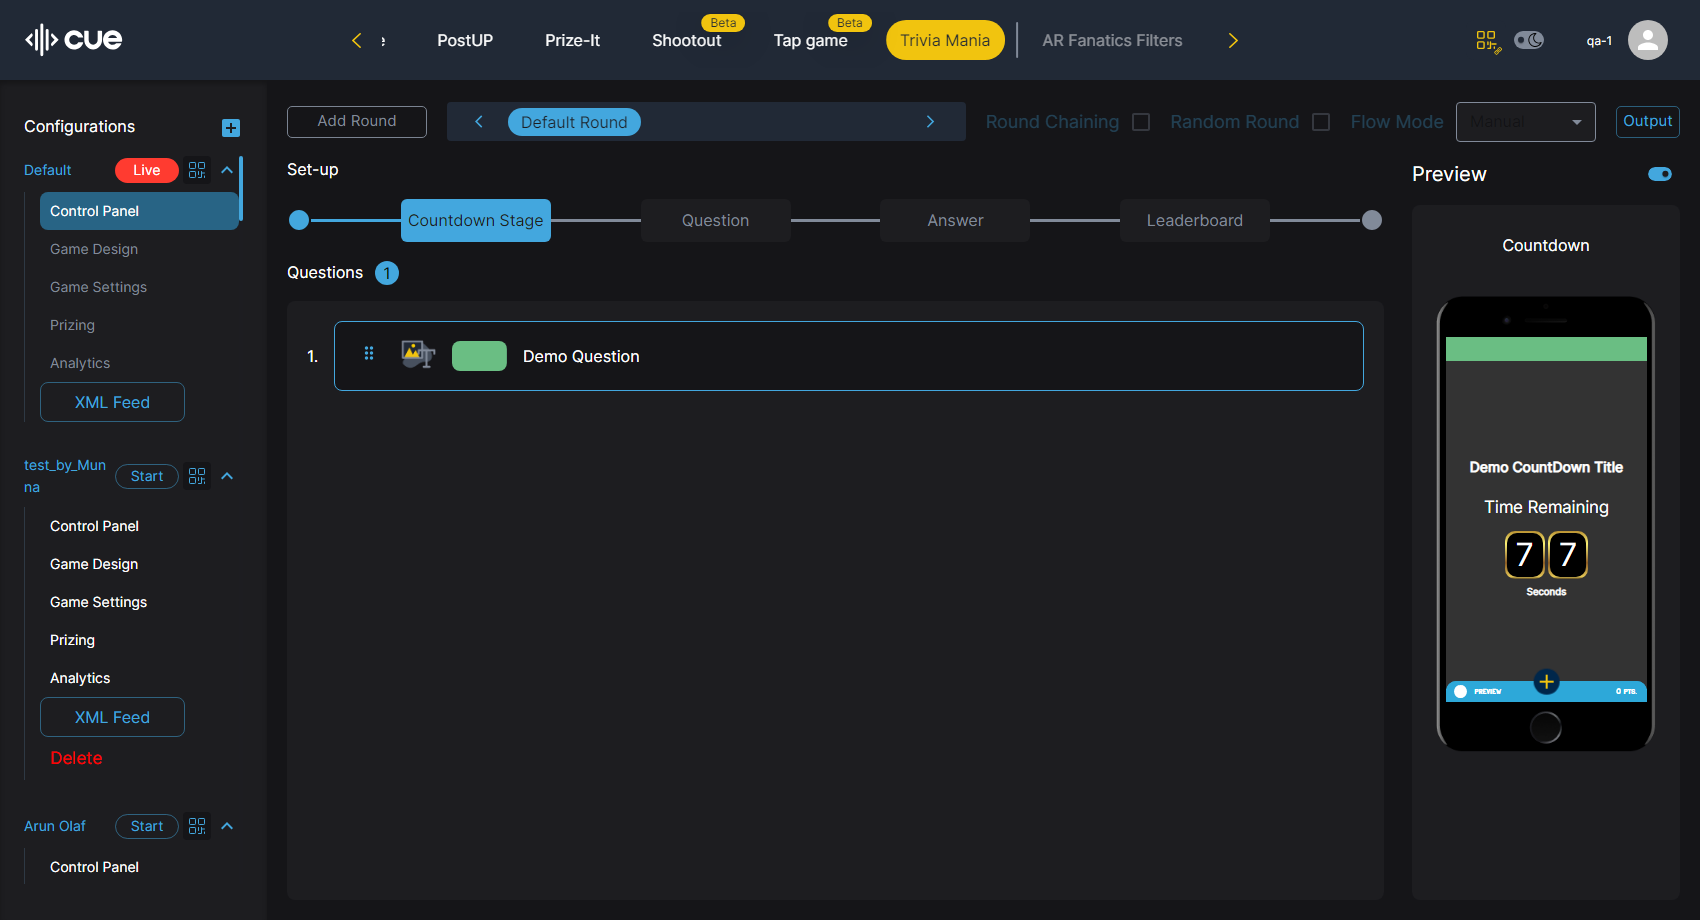 cue
e
PostUP
Prize-It
Shootout
Beta
Tap game
Beta
Trivia Mania
AR Fanatics Filters
qa-1
Configurations
Default
Live
Control Panel
Game Design
Game Settings
Prizing
Analytics
XML Feed
test_by_Mun
na
Start
Control Panel
Game Design
Game Settings
Prizing
Analytics
XML Feed
Delete
Arun Olaf
Start
Control Panel
Add Round
Default Round
Round Chaining
Random Round
Flow Mode
Manual
Output
Set-up
Countdown Stage
Question
Answer
Leaderboard
Questions 1
1.
Demo Question
Preview
Countdown
Demo CountDown Title
Time Remaining
7 7
Seconds
PREVIEW
0 PTS.